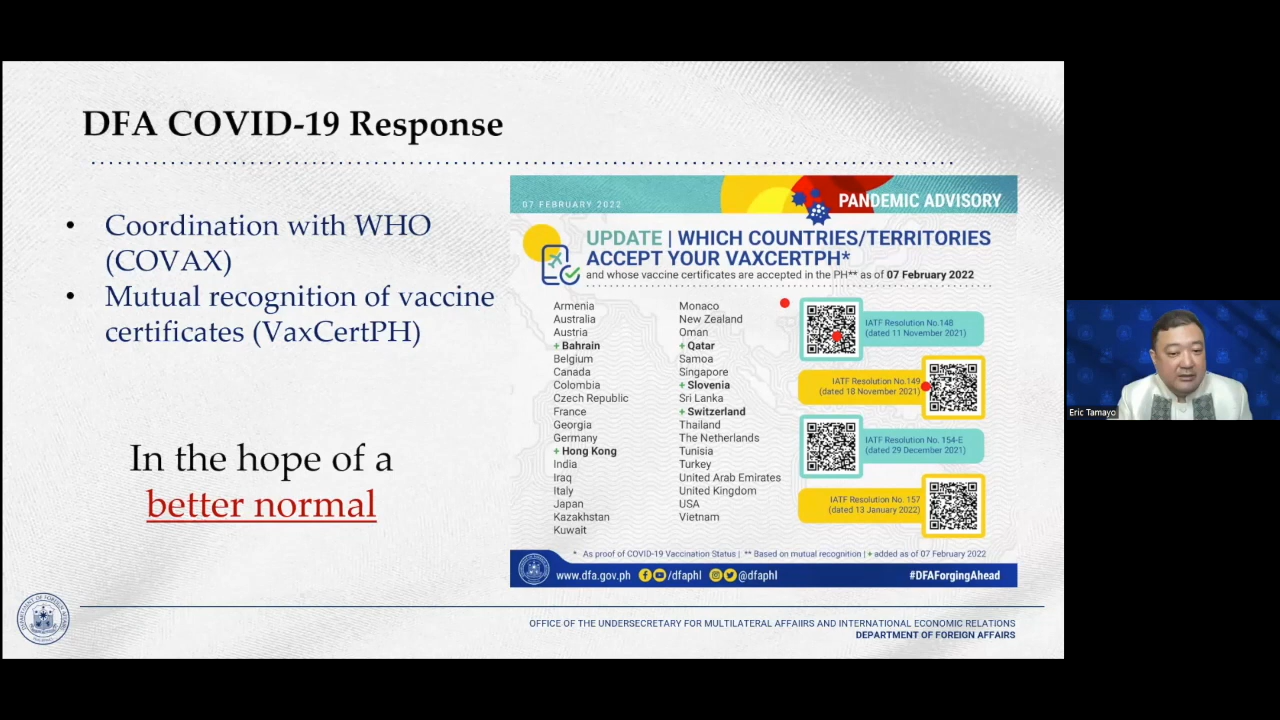 DFA COVID-19 Response
• Coordination with WHO
(COVAX)
• Mutual recognition of vaccine
certificates (VaxCertPH)
In the hope of a
better normal
07 FEBRUARY 2022
PANDEMIC ADVISORY
UPDATE | WHICH COUNTRIES/TERRITORIES
ACCEPT YOUR VAXCERTPH*
and whose vaccine certificates are accepted in the PH** as of 07 February 2022
Armenia
Australia
Austria
+ Bahrain
Belgium
Canada
Colombia
Czech Republic
France
Georgia
Germany
+ Hong Kong
India
Iraq
Italy
Japan
Kazakhstan
Kuwait
Monaco
New Zealand
Oman
+ Qatar
Samoa
Singapore
+ Slovenia
Sri Lanka
+ Switzerland
Thailand
The Netherlands
Tunisia
Turkey
United Arab Emirates
United Kingdom
USA
Vietnam
IATF Resolution No.148
(dated 11 November 2021)
IATF Resolution No.149
(dated 18 November 2021)
IATF Resolution No. 154-E
(dated 29 December 2021)
IATF Resolution No. 157
(dated 13 January 2022)
* As proof of COVID-19 Vaccination Status | ** Based on mutual recognition | + added as of 07 February 2022
www.dfa.gov.ph /dfaphl @dfaphl
#DFAForgingAhead
OFFICE OF THE UNDERSECRETARY FOR MULTILATERAL AFFAIIRS AND INTERNATIONAL ECONOMIC RELATIONS
DEPARTMENT OF FOREIGN AFFAIRS
Eric Tamayo